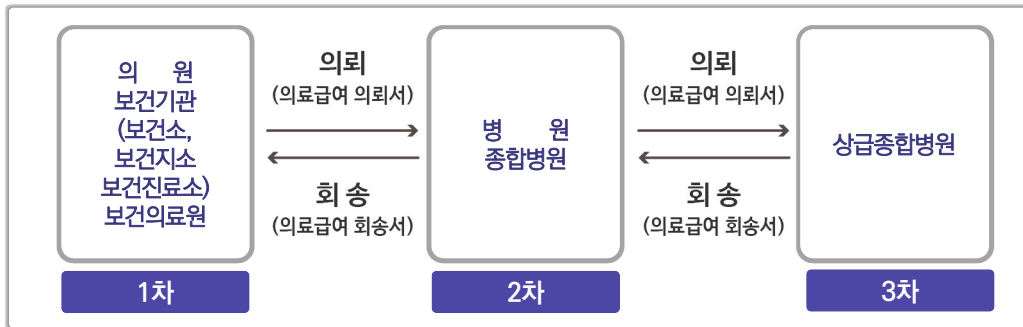 의 원
보건기관
(보건소,
보건지소
보건진료소)
보건의료원
1차
의뢰
(의료급여 의뢰서)
회 송
(의료급여 회송서)
병 원
종합병원
2차
의뢰
(의료급여 의뢰서)
회 송
(의료급여 회송서)
상급종합병원
3차